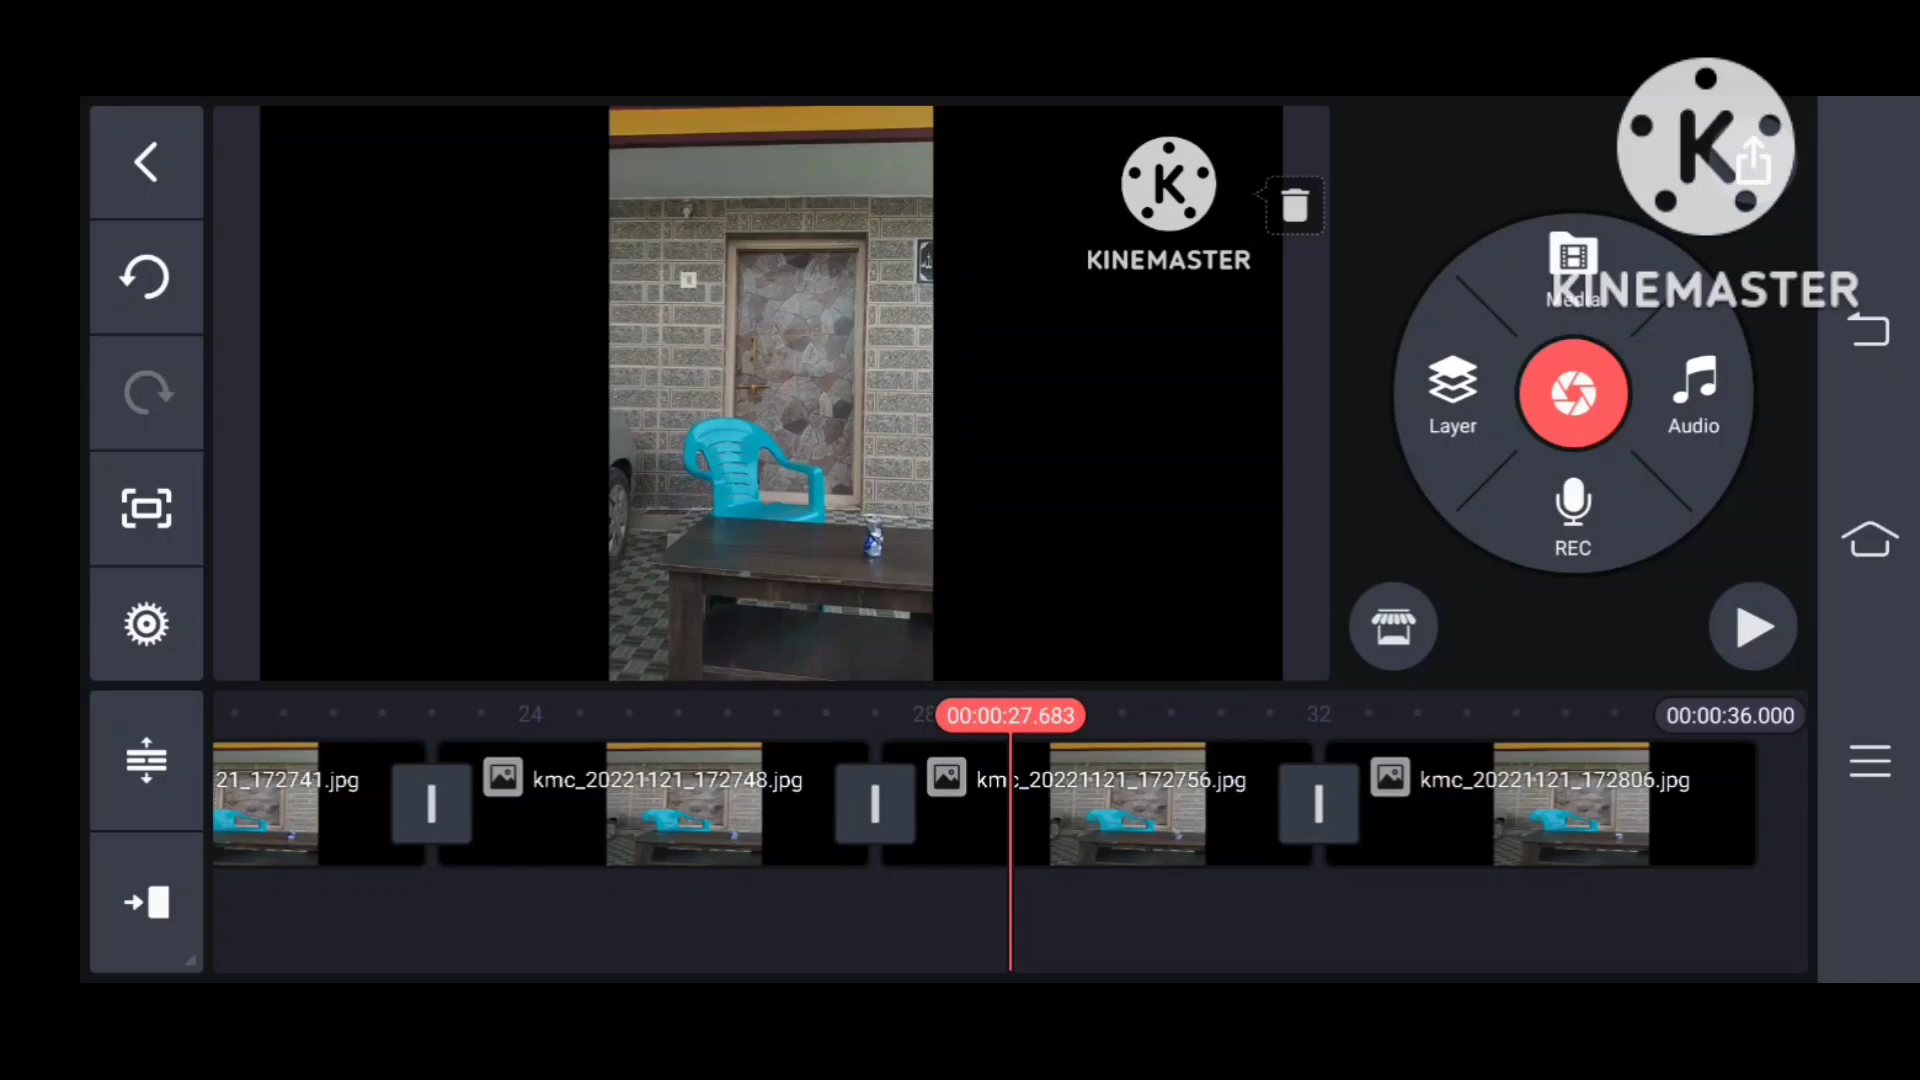 K
KINEMASTER
K
KINEMASTER
Media
Layer
Audio
REC
24
28
00:00:27.683
32
00:00:36.000
21_172741.jpg
kmc_20221121_172748.jpg
kmc_20221121_172756.jpg
kmc_20221121_172806.jpg